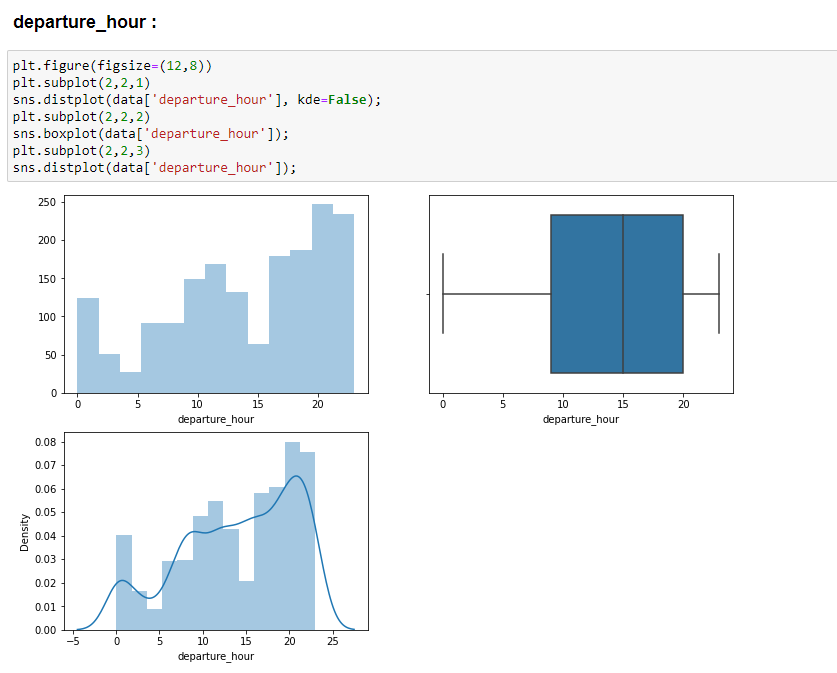 departure_hour :
plt.figure(figsize=(12,8))
plt.subplot(2,2,1)
sns.distplot(data['departure_hour'], kde=False);
plt.subplot(2,2,2)
sns.boxplot(data['departure_hour']);
plt.subplot(2,2,3)
sns.distplot(data['departure_hour']);
250
200
150
100
50
0
0 5 10 15 20
departure_hour
0 5 10 15 20
departure_hour
0.08
0.07
0.06
0.05
0.04
0.03
0.02
0.01
0.00
Density
−5 0 5 10 15 20 25
departure_hour